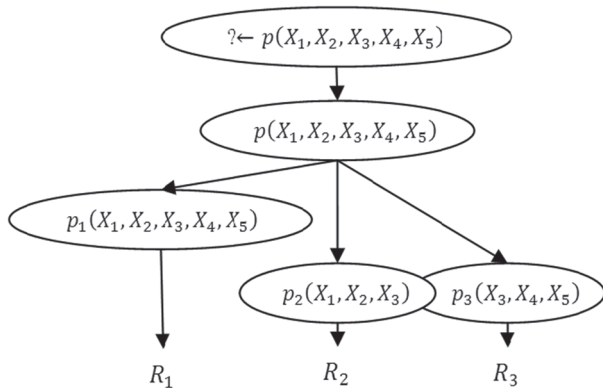 ?← p(X₁, X₂, X₃, X₄, X₅)
p(X₁, X₂, X₃, X₄, X₅)
p₁(X₁, X₂, X₃, X₄, X₅)
p₂(X₁, X₂, X₃) p₃(X₃, X₄, X₅)
R₁ R₂ R₃